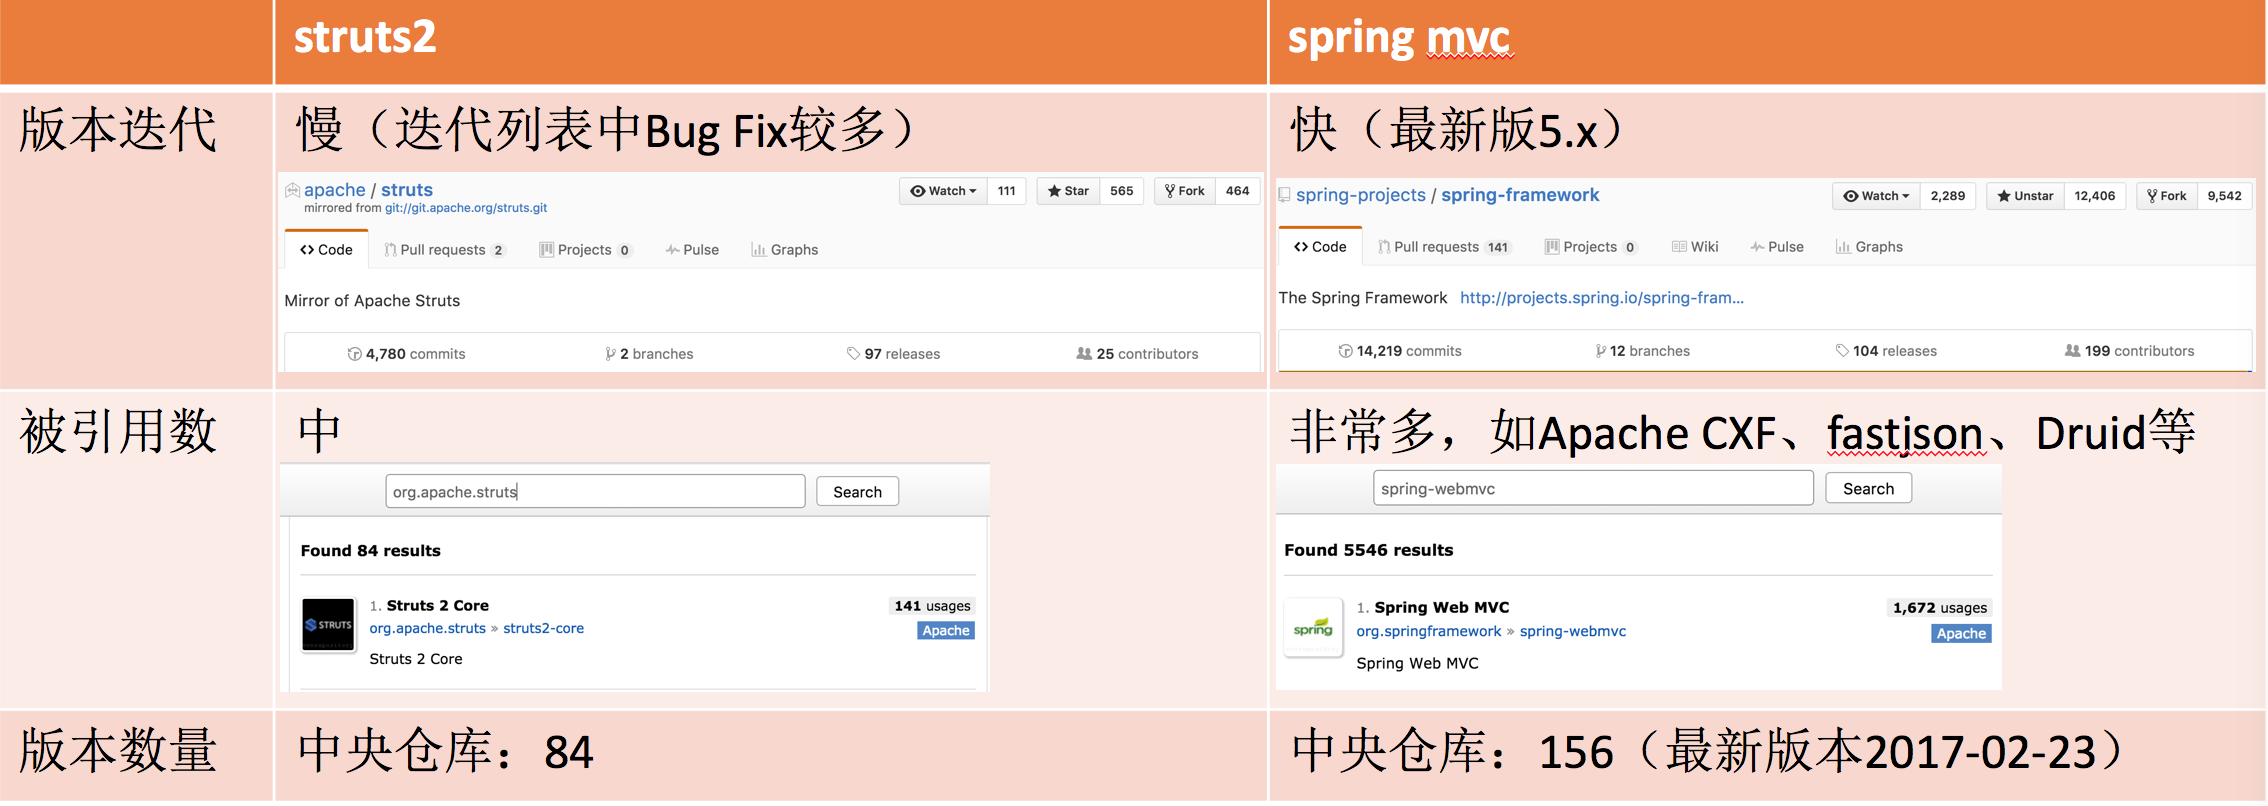 struts2
spring mvc
版本迭代
慢（迭代列表中Bug Fix较多）
apache / struts
mirrored from git://git.apache.org/struts.git
Watch 111
Star 565
Fork 464
Code
Pull requests 2
Projects 0
Pulse
Graphs
Mirror of Apache Struts
4,780 commits
2 branches
97 releases
25 contributors
快（最新版5.x）
spring-projects / spring-framework
Watch 2,289
Unstar 12,406
Fork 9,542
Code
Pull requests 141
Projects 0
Wiki
Pulse
Graphs
The Spring Framework http://projects.spring.io/spring-fram...
14,219 commits
12 branches
104 releases
199 contributors
被引用数
中
org.apache.struts
Search
Found 84 results
STRUTS
1. Struts 2 Core
141 usages
org.apache.struts » struts2-core
Apache
Struts 2 Core
非常多，如Apache CXF、fastjson、Druid等
spring-webmvc
Search
Found 5546 results
spring
1. Spring Web MVC
1,672 usages
org.springframework » spring-webmvc
Apache
Spring Web MVC
版本数量
中央仓库：84
中央仓库：156（最新版本2017-02-23）